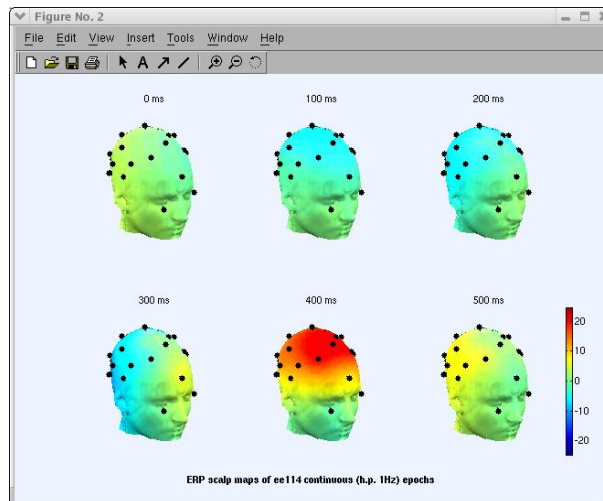 Figure No. 2
File Edit View Insert Tools Window Help
A
0 ms 100 ms 200 ms
300 ms 400 ms 500 ms
20
10
0
-10
-20
ERP scalp maps of ee114 continuous (h.p. 1Hz) epochs